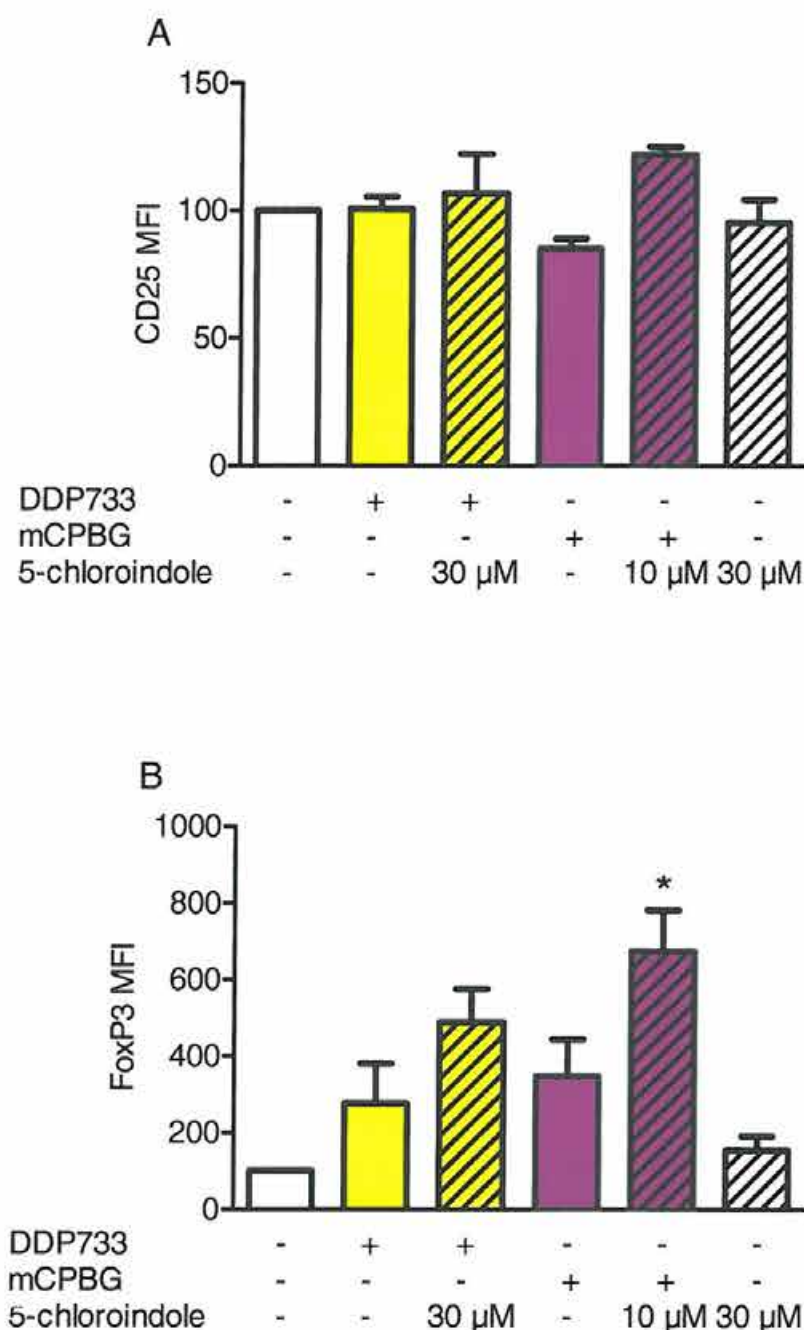 A
150
100
50
0
CD25 MFI
DDP733 - + + - - -
mCPBG - - - + + -
5-chloroindole - - 30 µM - 10 µM 30 µM
B
1000
800
600
400
200
0
FoxP3 MFI
*
DDP733 - + + - - -
mCPBG - - - + + -
5-chloroindole - - 30 µM - 10 µM 30 µM